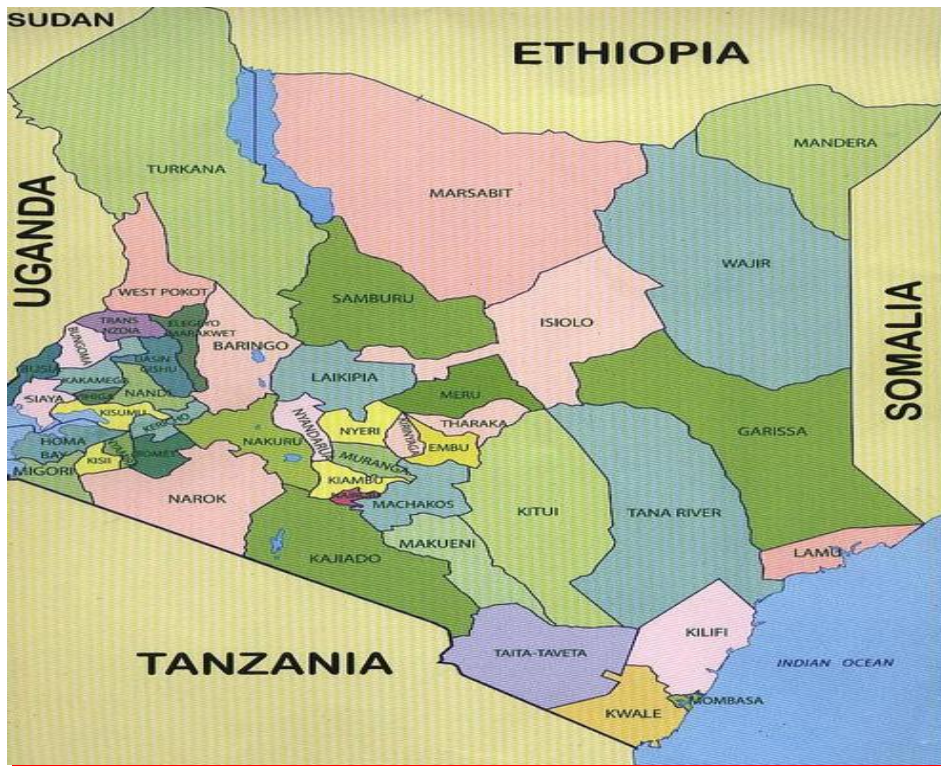 SUDAN
ETHIOPIA
MANDERA
TURKANA
MARSABIT
UGANDA
WAJIR
WEST POKOT
SAMBURU
SOMALIA
TRANS
NZOIA
MARAKWET
ISIOLO
BUNGOMA
BARINGO
UASIN
GISHU
BUSIA
LAIKIPIA
KAKAMEGA
NANDI
MERU
SIAYA
KISUMU
KERICHO
THARAKA
NYANDARUA
NYERI
KIRINYAGA
GARISSA
HOMA
BAY
NAKURU
EMBU
BOMET
KISII
MURANGA
MIGORI
KIAMBU
NAROK
NAIROBI
MACHAKOS
KITUI
TANA RIVER
MAKUENI
LAMU
KAJIADO
KILIFI
TAITA-TAVETA
TANZANIA
INDIAN OCEAN
MOMBASA
KWALE